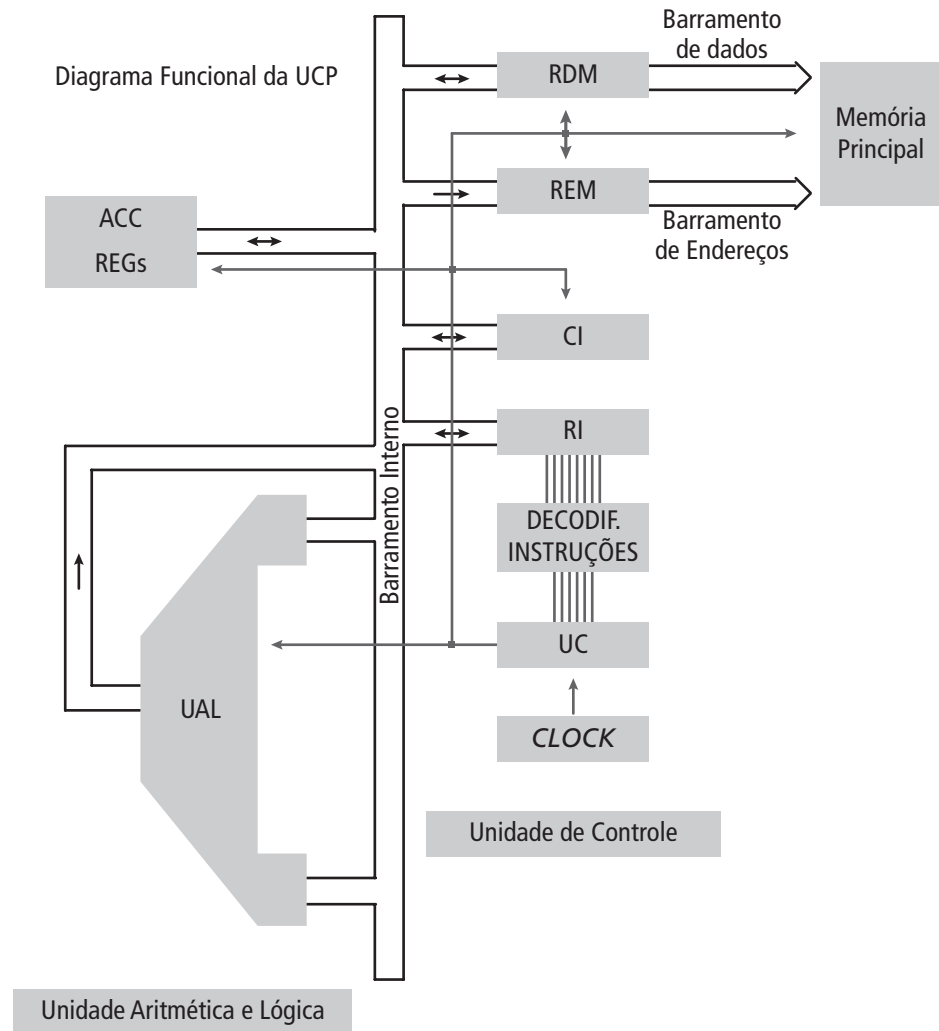 Barramento
de dados
Diagrama Funcional da UCP
RDM
Memória
Principal
REM
ACC
REGs
Barramento
de Endereços
CI
RI
Barramento Interno
DECODIF.
INSTRUÇÕES
UC
UAL
CLOCK
Unidade de Controle
Unidade Aritmética e Lógica